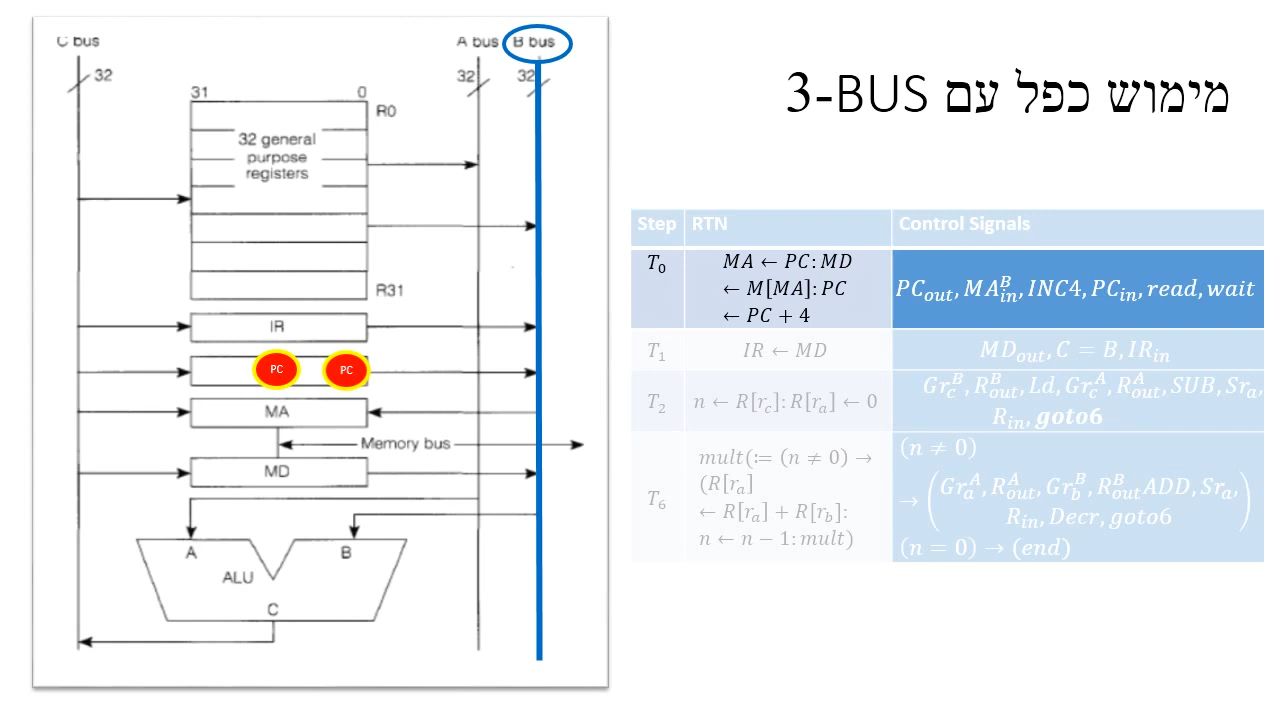 מימוש כפל עם 3-BUS
C bus
A bus
B bus
32
32
32
31
0
R0
32 general
purpose
registers
R31
IR
PC
PC
MA
Memory bus
MD
A
B
ALU
C
Step RTN Control Signals
T₀
MA ← PC: MD
← M[MA]: PC
← PC + 4
PC_out, MA_in^B, INC4, PC_in, read, wait
T₁
IR ← MD
MD_out, C = B, IR_in
T₂
n ← R[r_c]: R[r_a] ← 0
Gr_c^B, R_out^B, Ld, Gr_c^A, R_out^A, SUB, Sr_a,
R_in, goto6
T₆
mult(:= (n ≠ 0) →
(R[r_a]
← R[r_a] + R[r_b]:
n ← n − 1: mult)
(n ≠ 0)
→ (Gr_a^A, R_out^A, Gr_b^B, R_out^B ADD, Sr_a,
R_in, Decr, goto6)
(n = 0) → (end)